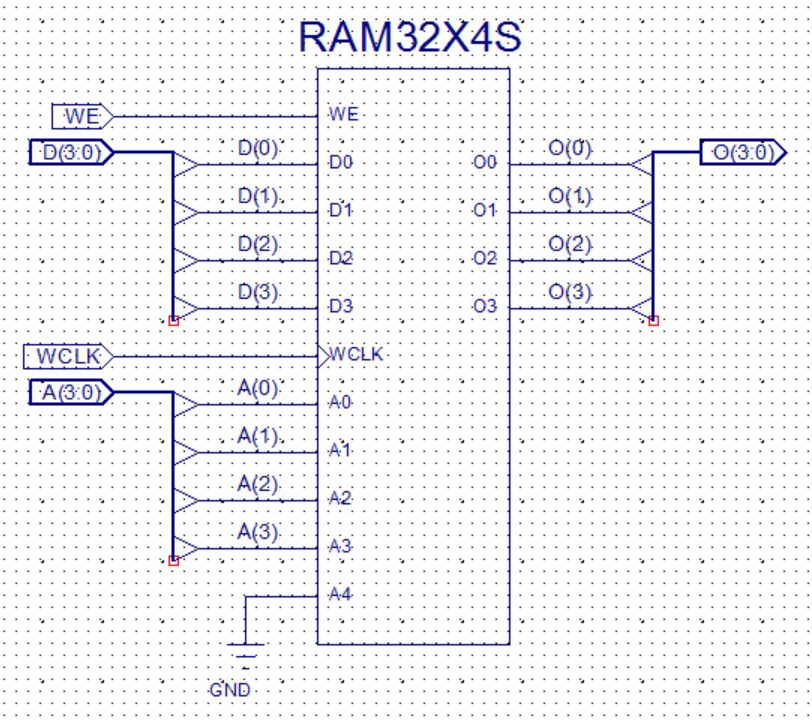 RAM32X4S
WE WE
D(3:0) D(0) D0 O0 O(0) O(3:0)
D(1) D1 O1 O(1)
D(2) D2 O2 O(2)
D(3) D3 O3 O(3)
WCLK WCLK
A(3:0) A(0) A0
A(1) A1
A(2) A2
A(3) A3
A4
GND